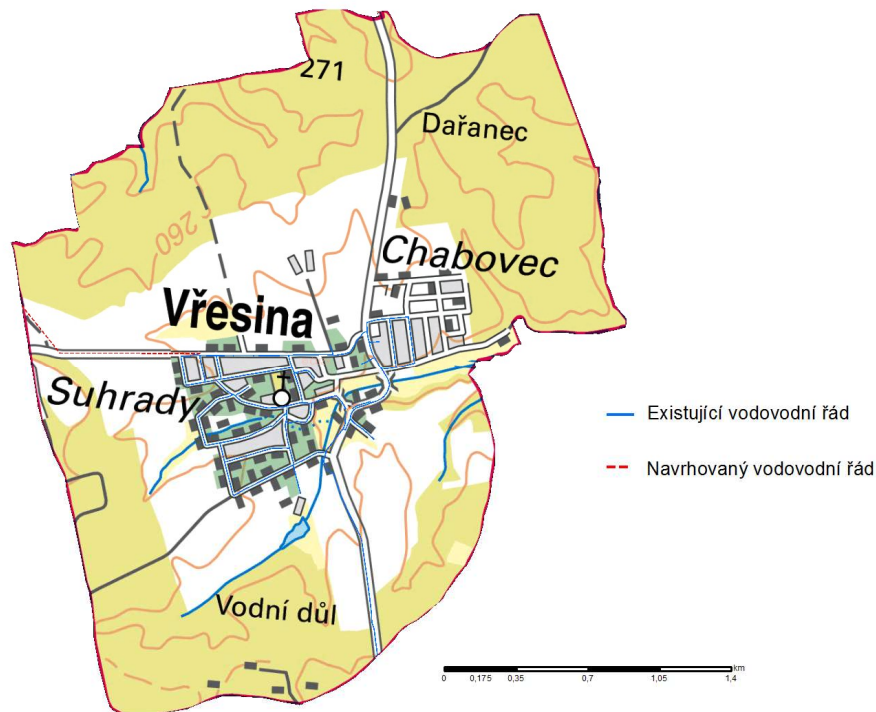 271
Dařanec
260
Chabovec
Vřesina
Suhrady
Existující vodovodní řád
Navrhovaný vodovodní řád
Vodní důl
km
0 0,175 0,35 0,7 1,05 1,4